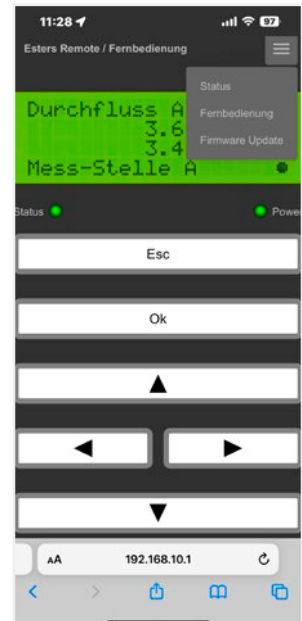 11:28
97
Esters Remote / Fernbedienung
Status
Fernbedienung
Firmware Update
Durchfluss A
3.6
3.4
Mess-Stelle A
Status
Power
Esc
Ok
AA
192.168.10.1